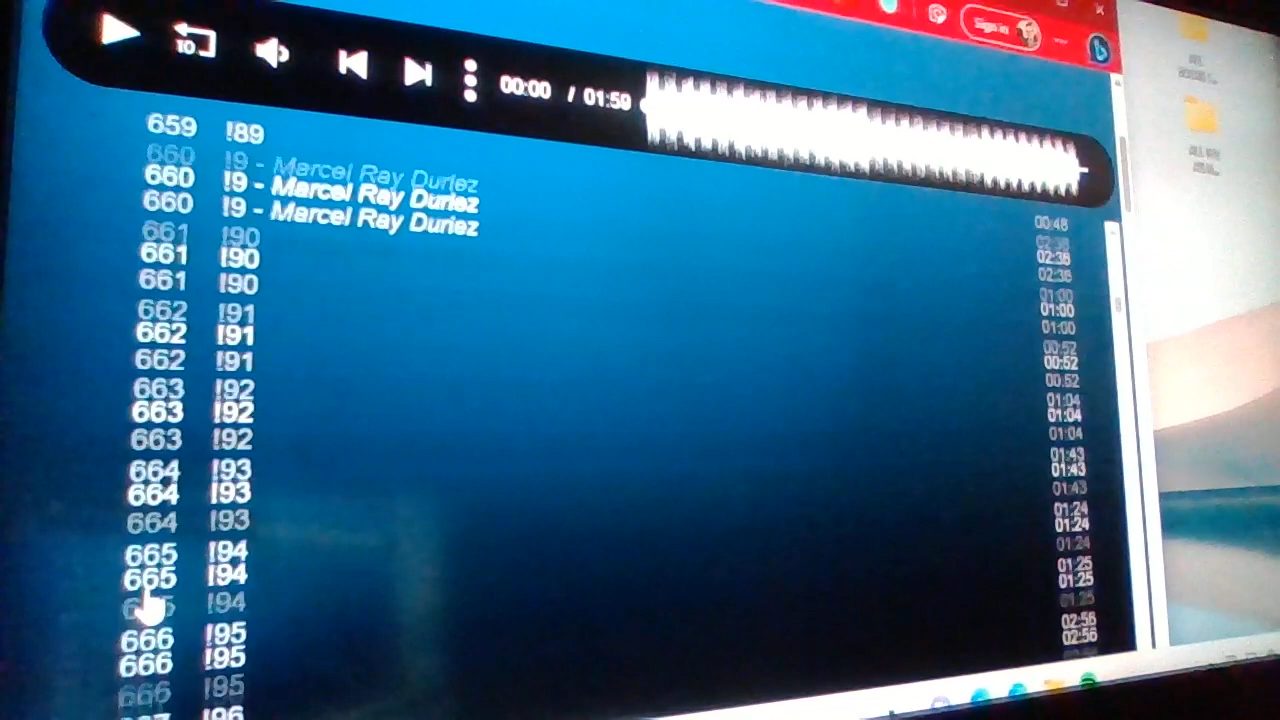 Sign in
10
00:00 / 01:59
659 !89
660 !9 - Marcel Ray Duriez
660 !9 - Marcel Ray Duriez
660 !9 - Marcel Ray Duriez
00:48
661 !90 02:36
661 !90 02:36
661 !90 02:36
662 !91 01:00
662 !91 01:00
662 !91 01:00
663 !92 00:52
663 !92 00:52
663 !92 00:52
664 !93 01:04
664 !93 01:04
664 !93 01:04
665 !94 01:43
665 !94 01:43
!94 01:43
666 !95 01:24
666 !95 01:24
666 !95 01:24
!96 01:25
01:25
01:25
02:56
02:56